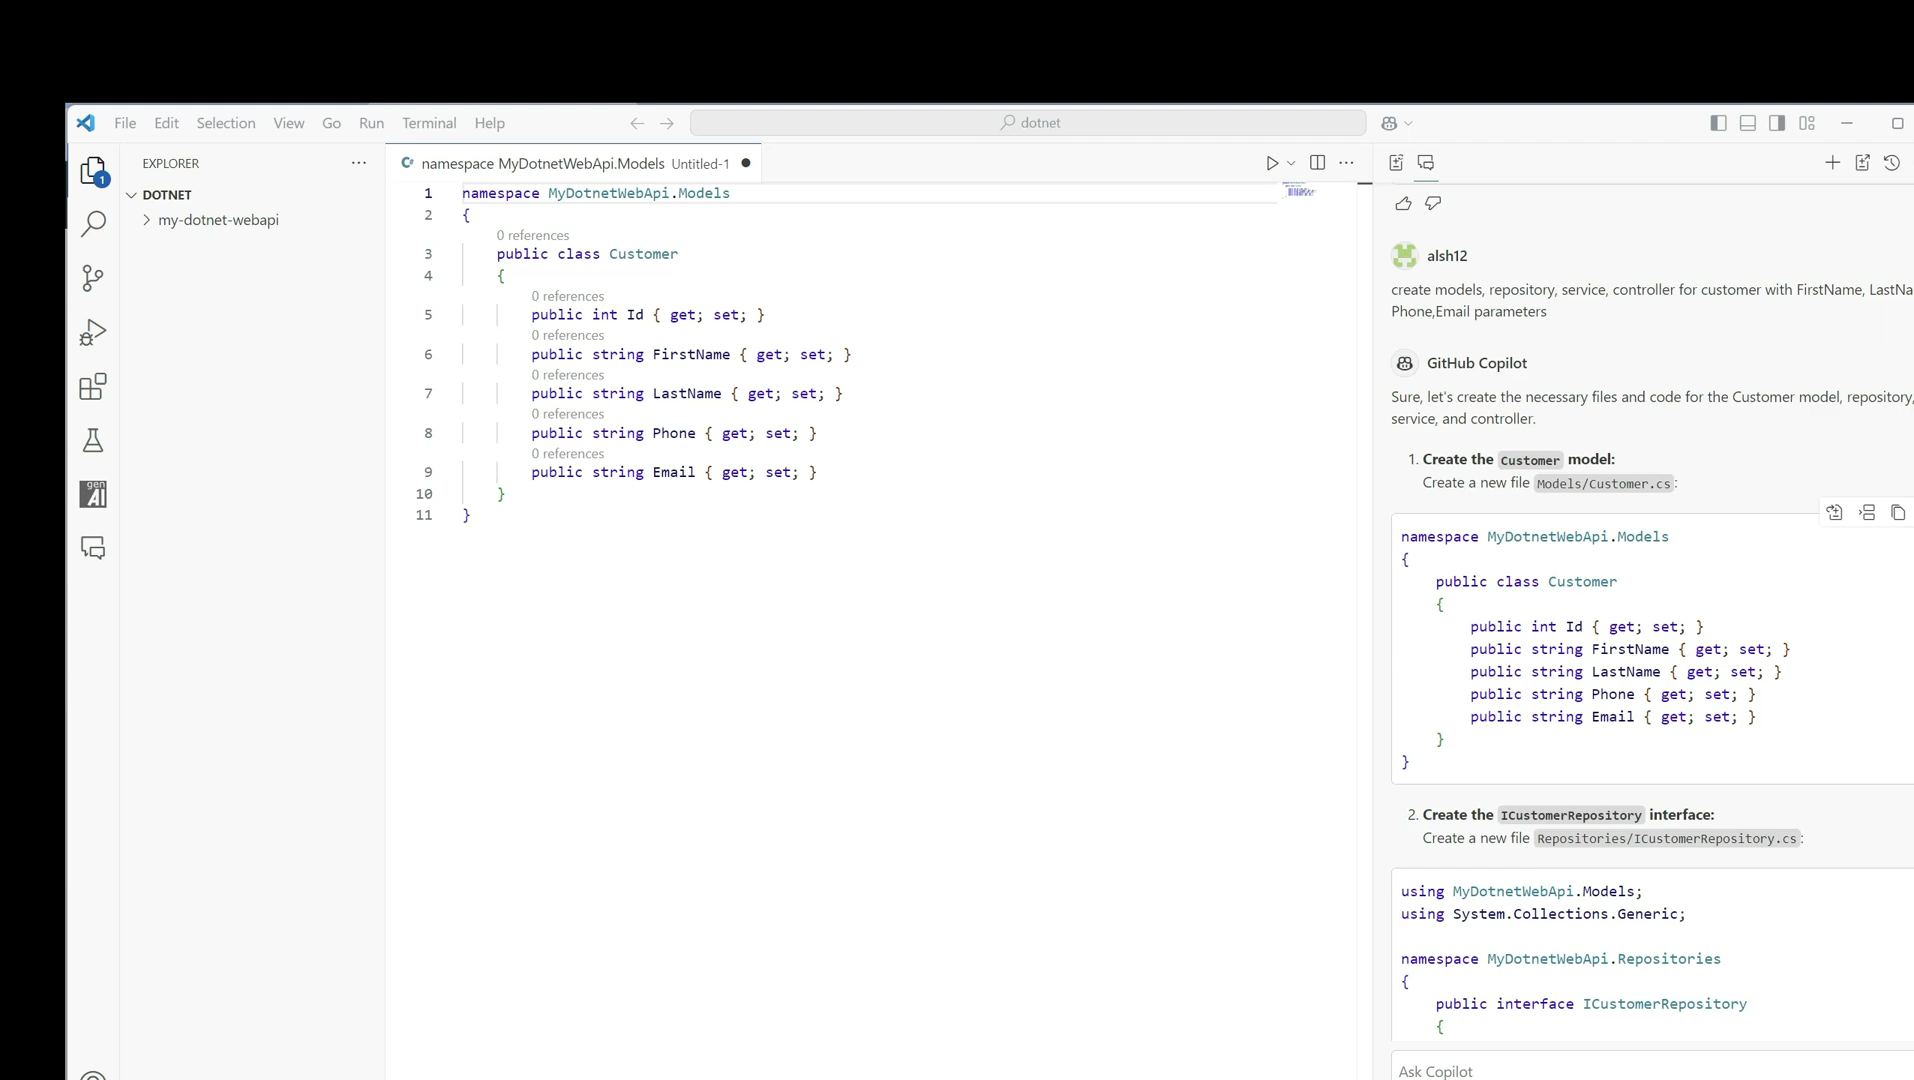 File Edit Selection View Go Run Terminal Help
dotnet
1
EXPLORER
DOTNET
my-dotnet-webapi
gen
AI
namespace MyDotnetWebApi.Models Untitled-1
1 namespace MyDotnetWebApi.Models
2 {
0 references
3 public class Customer
4 {
0 references
5 public int Id { get; set; }
0 references
6 public string FirstName { get; set; }
0 references
7 public string LastName { get; set; }
0 references
8 public string Phone { get; set; }
0 references
9 public string Email { get; set; }
10 }
11 }
alsh12
create models, repository, service, controller for customer with FirstName, LastNa
Phone,Email parameters
GitHub Copilot
Sure, let's create the necessary files and code for the Customer model, repository,
service, and controller.
1. Create the Customer model:
Create a new file Models/Customer.cs:
namespace MyDotnetWebApi.Models
{
public class Customer
{
public int Id { get; set; }
public string FirstName { get; set; }
public string LastName { get; set; }
public string Phone { get; set; }
public string Email { get; set; }
}
}
2. Create the ICustomerRepository interface:
Create a new file Repositories/ICustomerRepository.cs:
using MyDotnetWebApi.Models;
using System.Collections.Generic;
namespace MyDotnetWebApi.Repositories
{
public interface ICustomerRepository
{
Ask Copilot